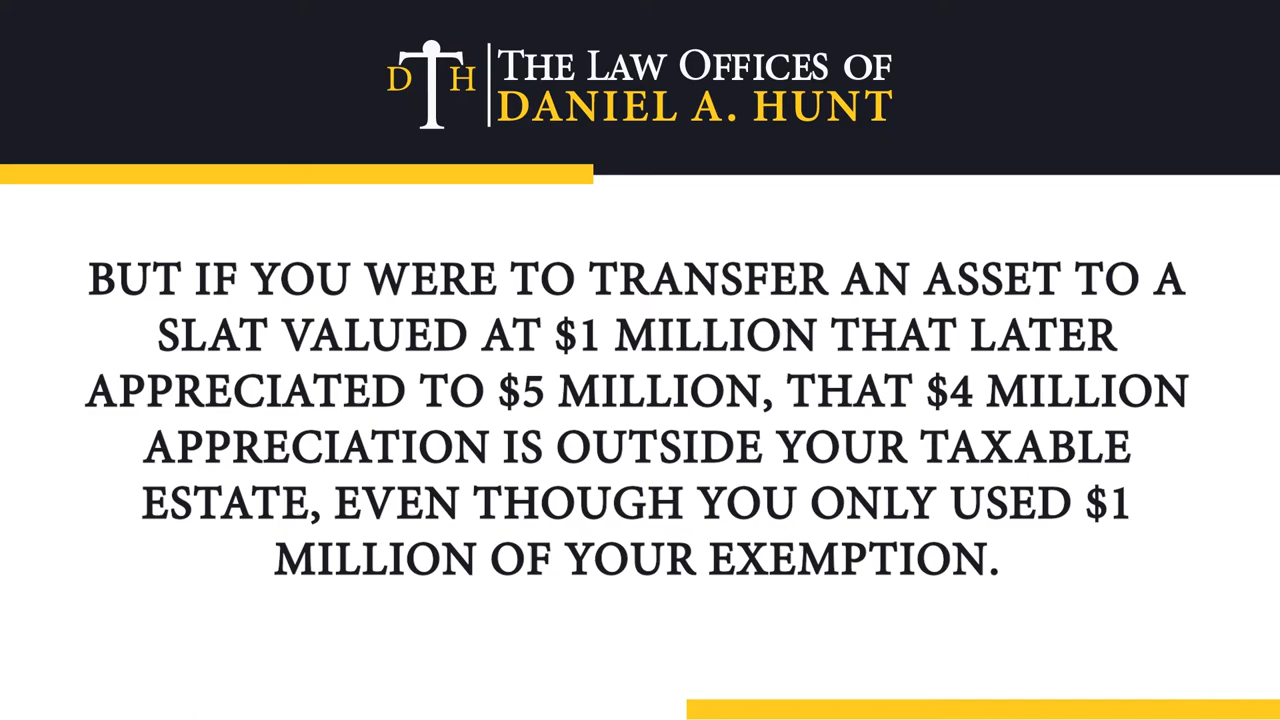 D T H
THE LAW OFFICES OF
DANIEL A. HUNT
BUT IF YOU WERE TO TRANSFER AN ASSET TO A
SLAT VALUED AT $1 MILLION THAT LATER
APPRECIATED TO $5 MILLION, THAT $4 MILLION
APPRECIATION IS OUTSIDE YOUR TAXABLE
ESTATE, EVEN THOUGH YOU ONLY USED $1
MILLION OF YOUR EXEMPTION.